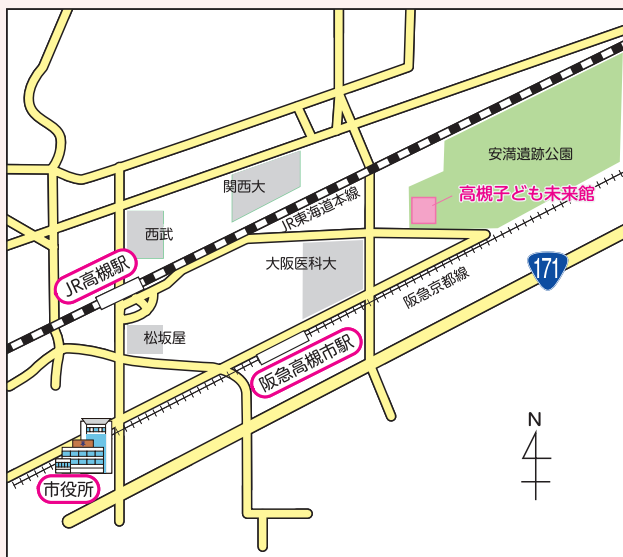 安満遺跡公園
関西大
高槻子ども未来館
JR東海道本線
西武
大阪医科大
JR高槻駅
171
阪急京都線
松坂屋
阪急高槻市駅
N
市役所